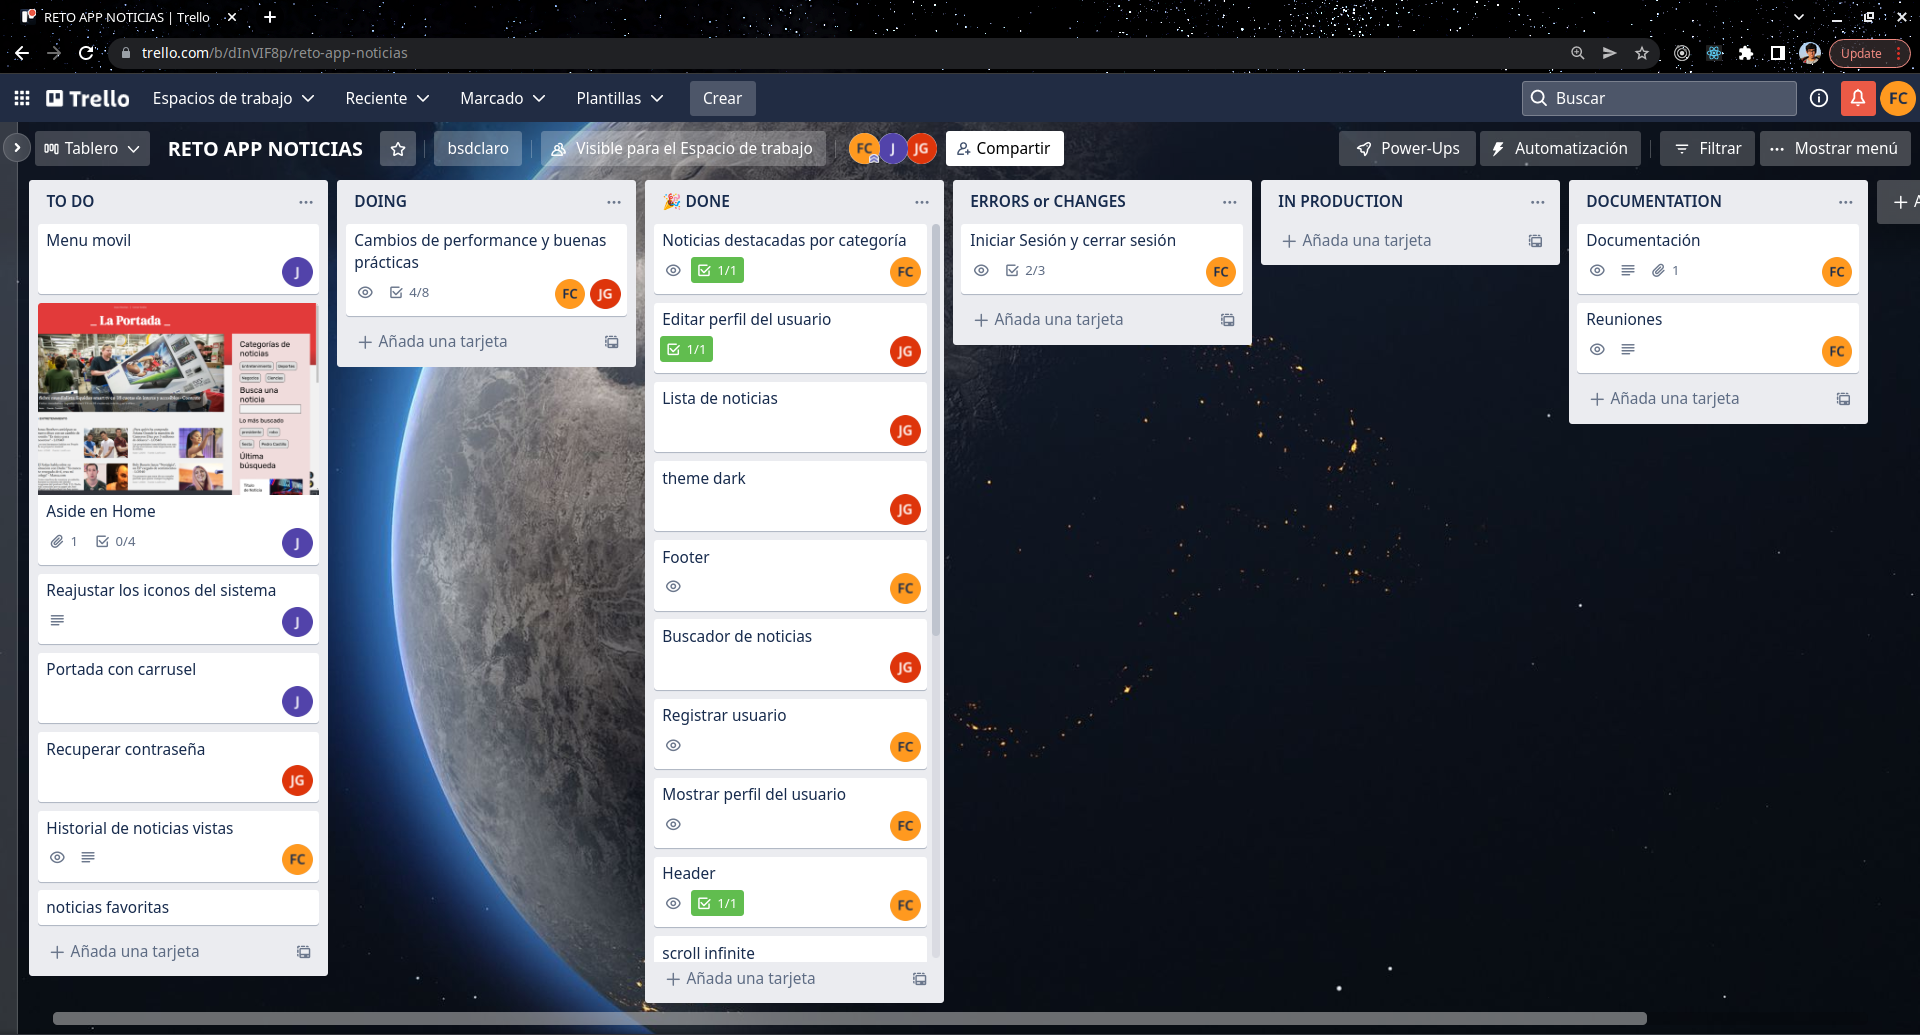 RETO APP NOTICIAS | Trello
trello.com/b/dInVIF8p/reto-app-noticias
Update
Trello
Espacios de trabajo
Reciente
Marcado
Plantillas
Crear
Buscar
FC
Tablero
RETO APP NOTICIAS
bsdclaro
Visible para el Espacio de trabajo
FC
J
JG
Compartir
Power-Ups
Automatización
Filtrar
Mostrar menú
TO DO
Menu movil
J
_ La Portada _
Categorías de
noticias
Busca una
noticia
Lo más buscado
Última
búsqueda
Aside en Home
1
0/4
J
Reajustar los iconos del sistema
J
Portada con carrusel
J
Recuperar contraseña
JG
Historial de noticias vistas
FC
noticias favoritas
+ Añada una tarjeta
DOING
Cambios de performance y buenas
prácticas
4/8
FC
JG
+ Añada una tarjeta
🎉 DONE
Noticias destacadas por categoría
1/1
FC
Editar perfil del usuario
1/1
JG
Lista de noticias
JG
theme dark
JG
Footer
FC
Buscador de noticias
JG
Registrar usuario
FC
Mostrar perfil del usuario
FC
Header
1/1
FC
scroll infinite
+ Añada una tarjeta
ERRORS or CHANGES
Iniciar Sesión y cerrar sesión
2/3
FC
+ Añada una tarjeta
IN PRODUCTION
+ Añada una tarjeta
DOCUMENTATION
Documentación
1
FC
Reuniones
FC
+ Añada una tarjeta
+ A